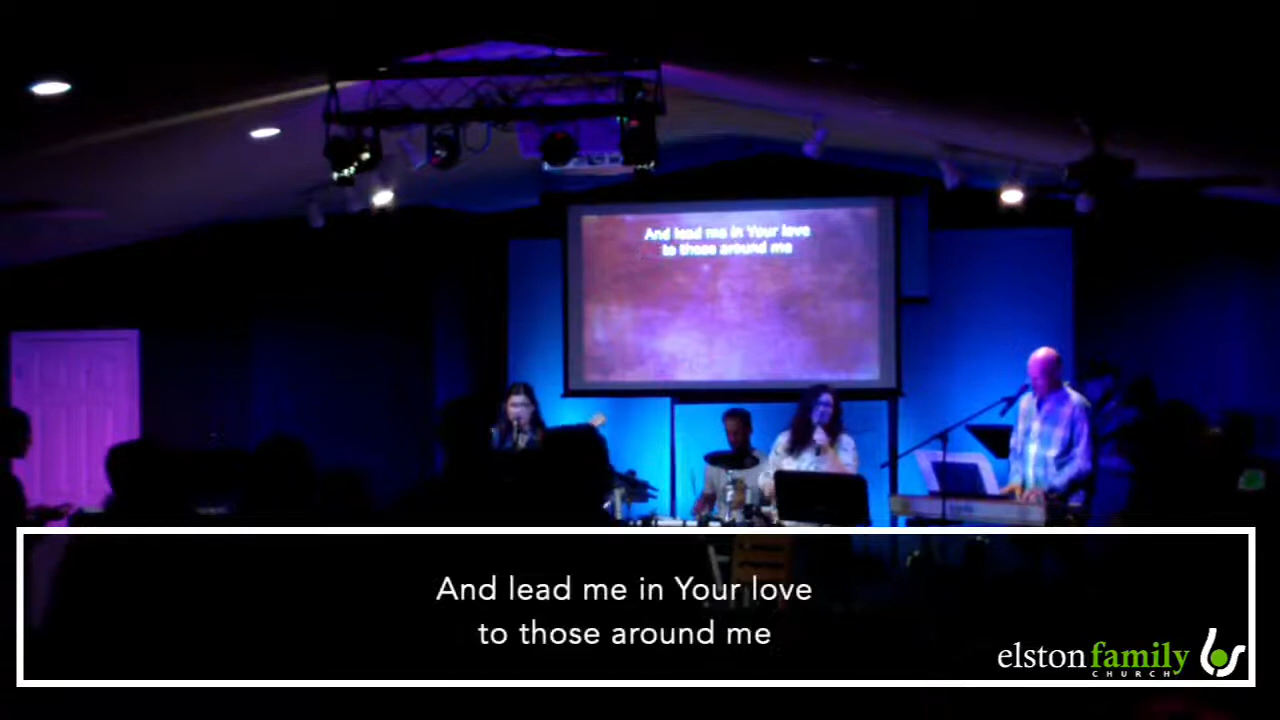 And lead me in Your love
to those around me
And lead me in Your love
to those around me
elston family
CHURCH